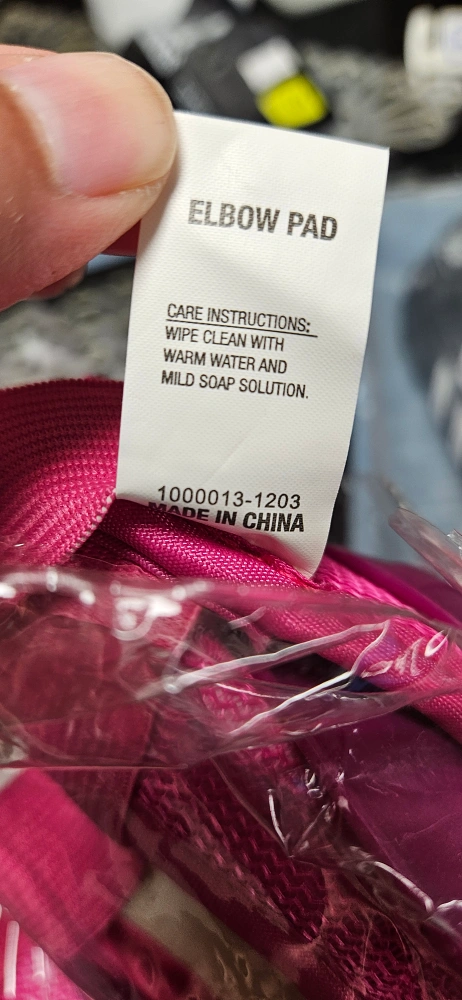 ELBOW PAD
CARE INSTRUCTIONS:
WIPE CLEAN WITH
WARM WATER AND
MILD SOAP SOLUTION.
1000013-1203
MADE IN CHINA